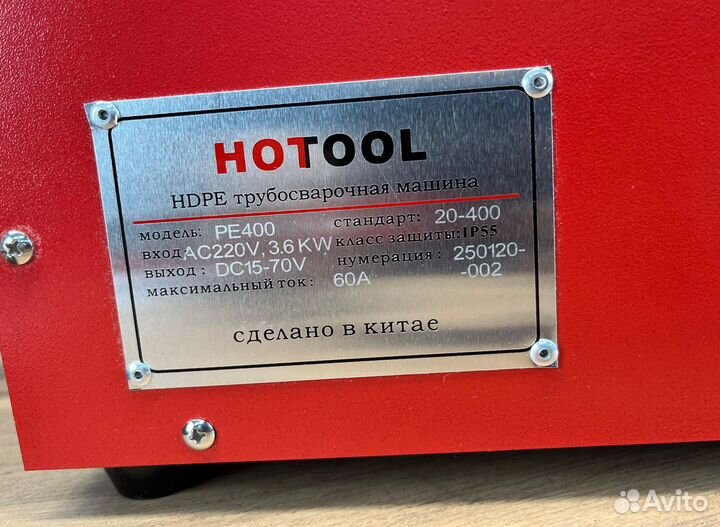 HOTOOL
HDPE трубосварочная машина
модель: PE400 стандарт: 20-400
вход: AC220V, 3.6 KW класс защиты: IP55
выход : DC15-70V нумерация : 250120-
максимальный ток : 60A -002
сделано в китае
Avito